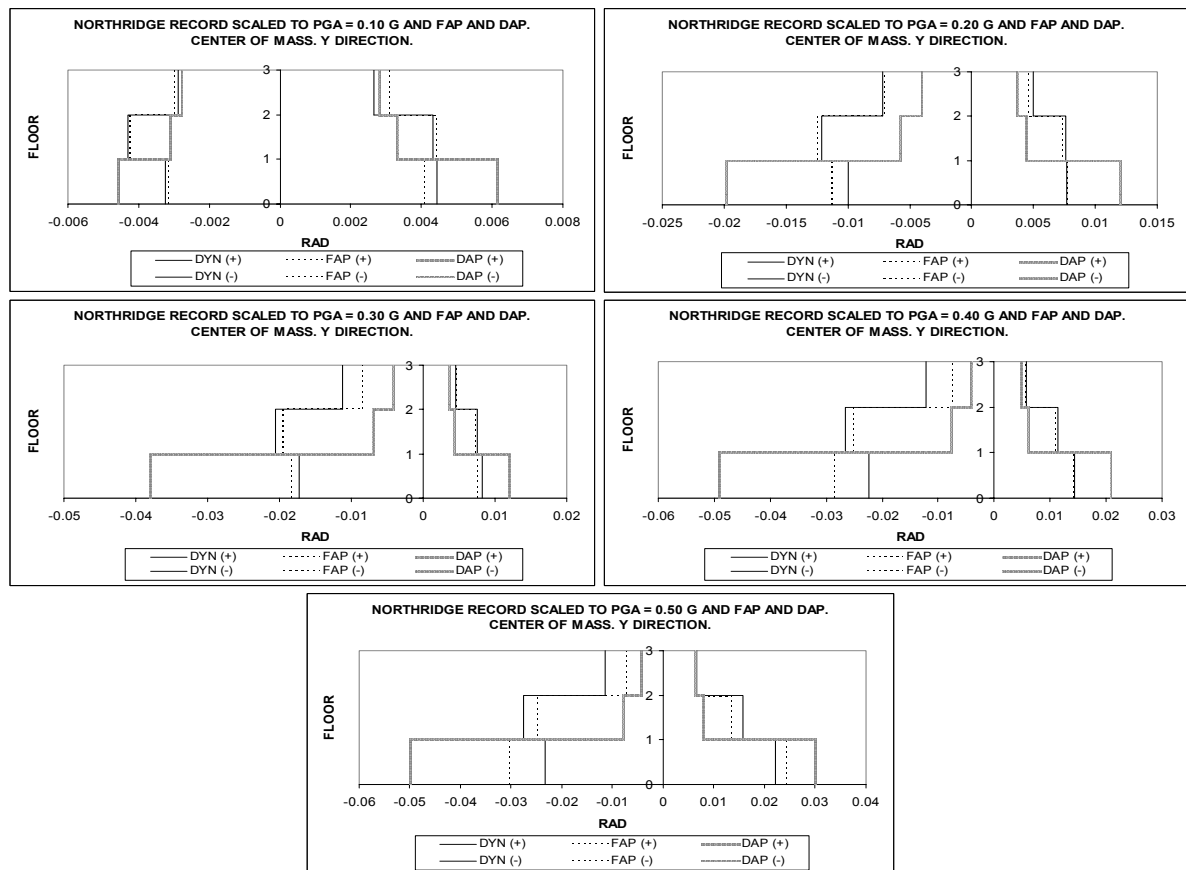 NORTHRIDGE RECORD SCALED TO PGA = 0.10 G AND FAP AND DAP.
CENTER OF MASS. Y DIRECTION.
FLOOR
3
2
1
0
-0.006 -0.004 -0.002 0 0.002 0.004 0.006 0.008
RAD
DYN (+) FAP (+) DAP (+)
DYN (-) FAP (-) DAP (-)
NORTHRIDGE RECORD SCALED TO PGA = 0.20 G AND FAP AND DAP.
CENTER OF MASS. Y DIRECTION.
FLOOR
3
2
1
0
-0.025 -0.02 -0.015 -0.01 -0.005 0 0.005 0.01 0.015
RAD
DYN (+) FAP (+) DAP (+)
DYN (-) FAP (-) DAP (-)
NORTHRIDGE RECORD SCALED TO PGA = 0.30 G AND FAP AND DAP.
CENTER OF MASS. Y DIRECTION.
FLOOR
3
2
1
0
-0.05 -0.04 -0.03 -0.02 -0.01 0 0.01 0.02
RAD
DYN (+) FAP (+) DAP (+)
DYN (-) FAP (-) DAP (-)
NORTHRIDGE RECORD SCALED TO PGA = 0.40 G AND FAP AND DAP.
CENTER OF MASS. Y DIRECTION.
FLOOR
3
2
1
0
-0.06 -0.05 -0.04 -0.03 -0.02 -0.01 0 0.01 0.02 0.03
RAD
DYN (+) FAP (+) DAP (+)
DYN (-) FAP (-) DAP (-)
NORTHRIDGE RECORD SCALED TO PGA = 0.50 G AND FAP AND DAP.
CENTER OF MASS. Y DIRECTION.
FLOOR
3
2
1
0
-0.06 -0.05 -0.04 -0.03 -0.02 -0.01 0 0.01 0.02 0.03 0.04
RAD
DYN (+) FAP (+) DAP (+)
DYN (-) FAP (-) DAP (-)